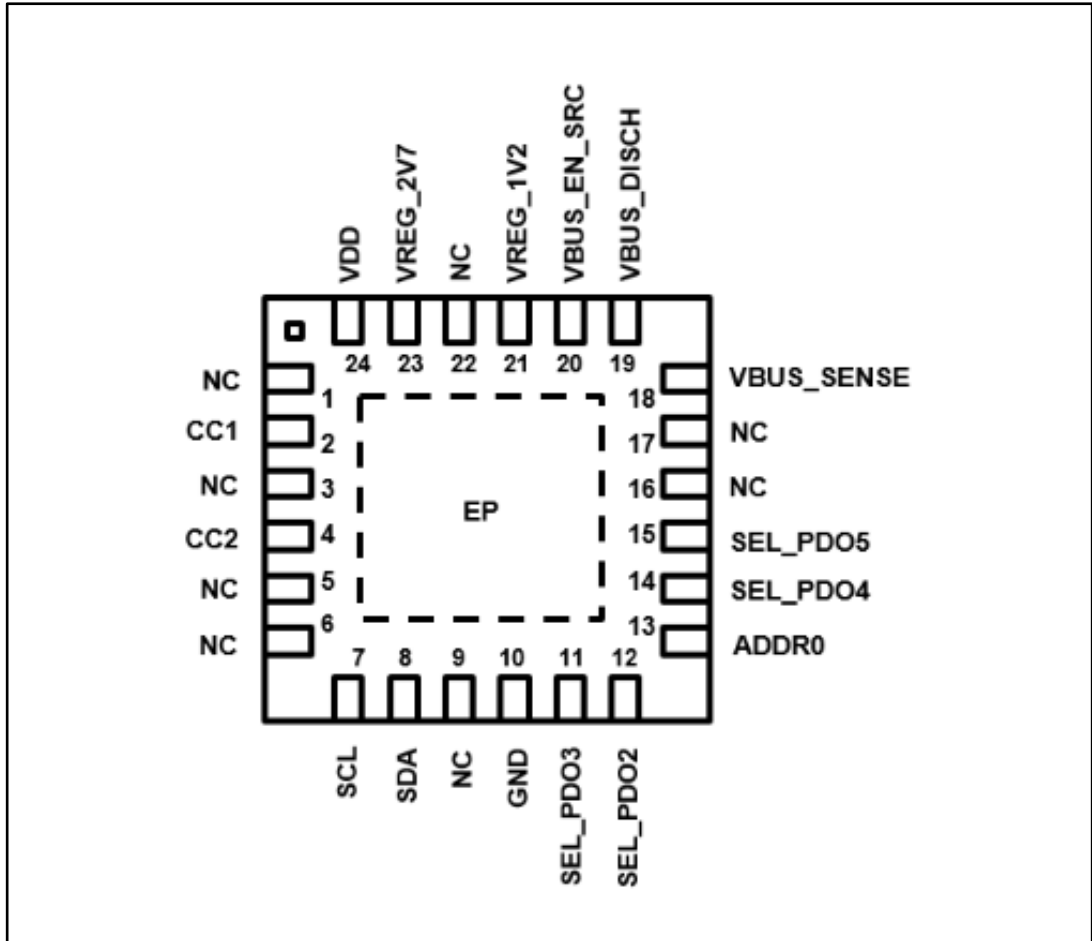 VDD
VREG_2V7
NC
VREG_1V2
VBUS_EN_SRC
VBUS_DISCH
24
23
22
21
20
19
NC
1
CC1
2
NC
3
CC2
4
NC
5
NC
6
EP
18
VBUS_SENSE
17
NC
16
NC
15
SEL_PDO5
14
SEL_PDO4
13
ADDR0
7
8
9
10
11
12
SCL
SDA
NC
GND
SEL_PDO3
SEL_PDO2